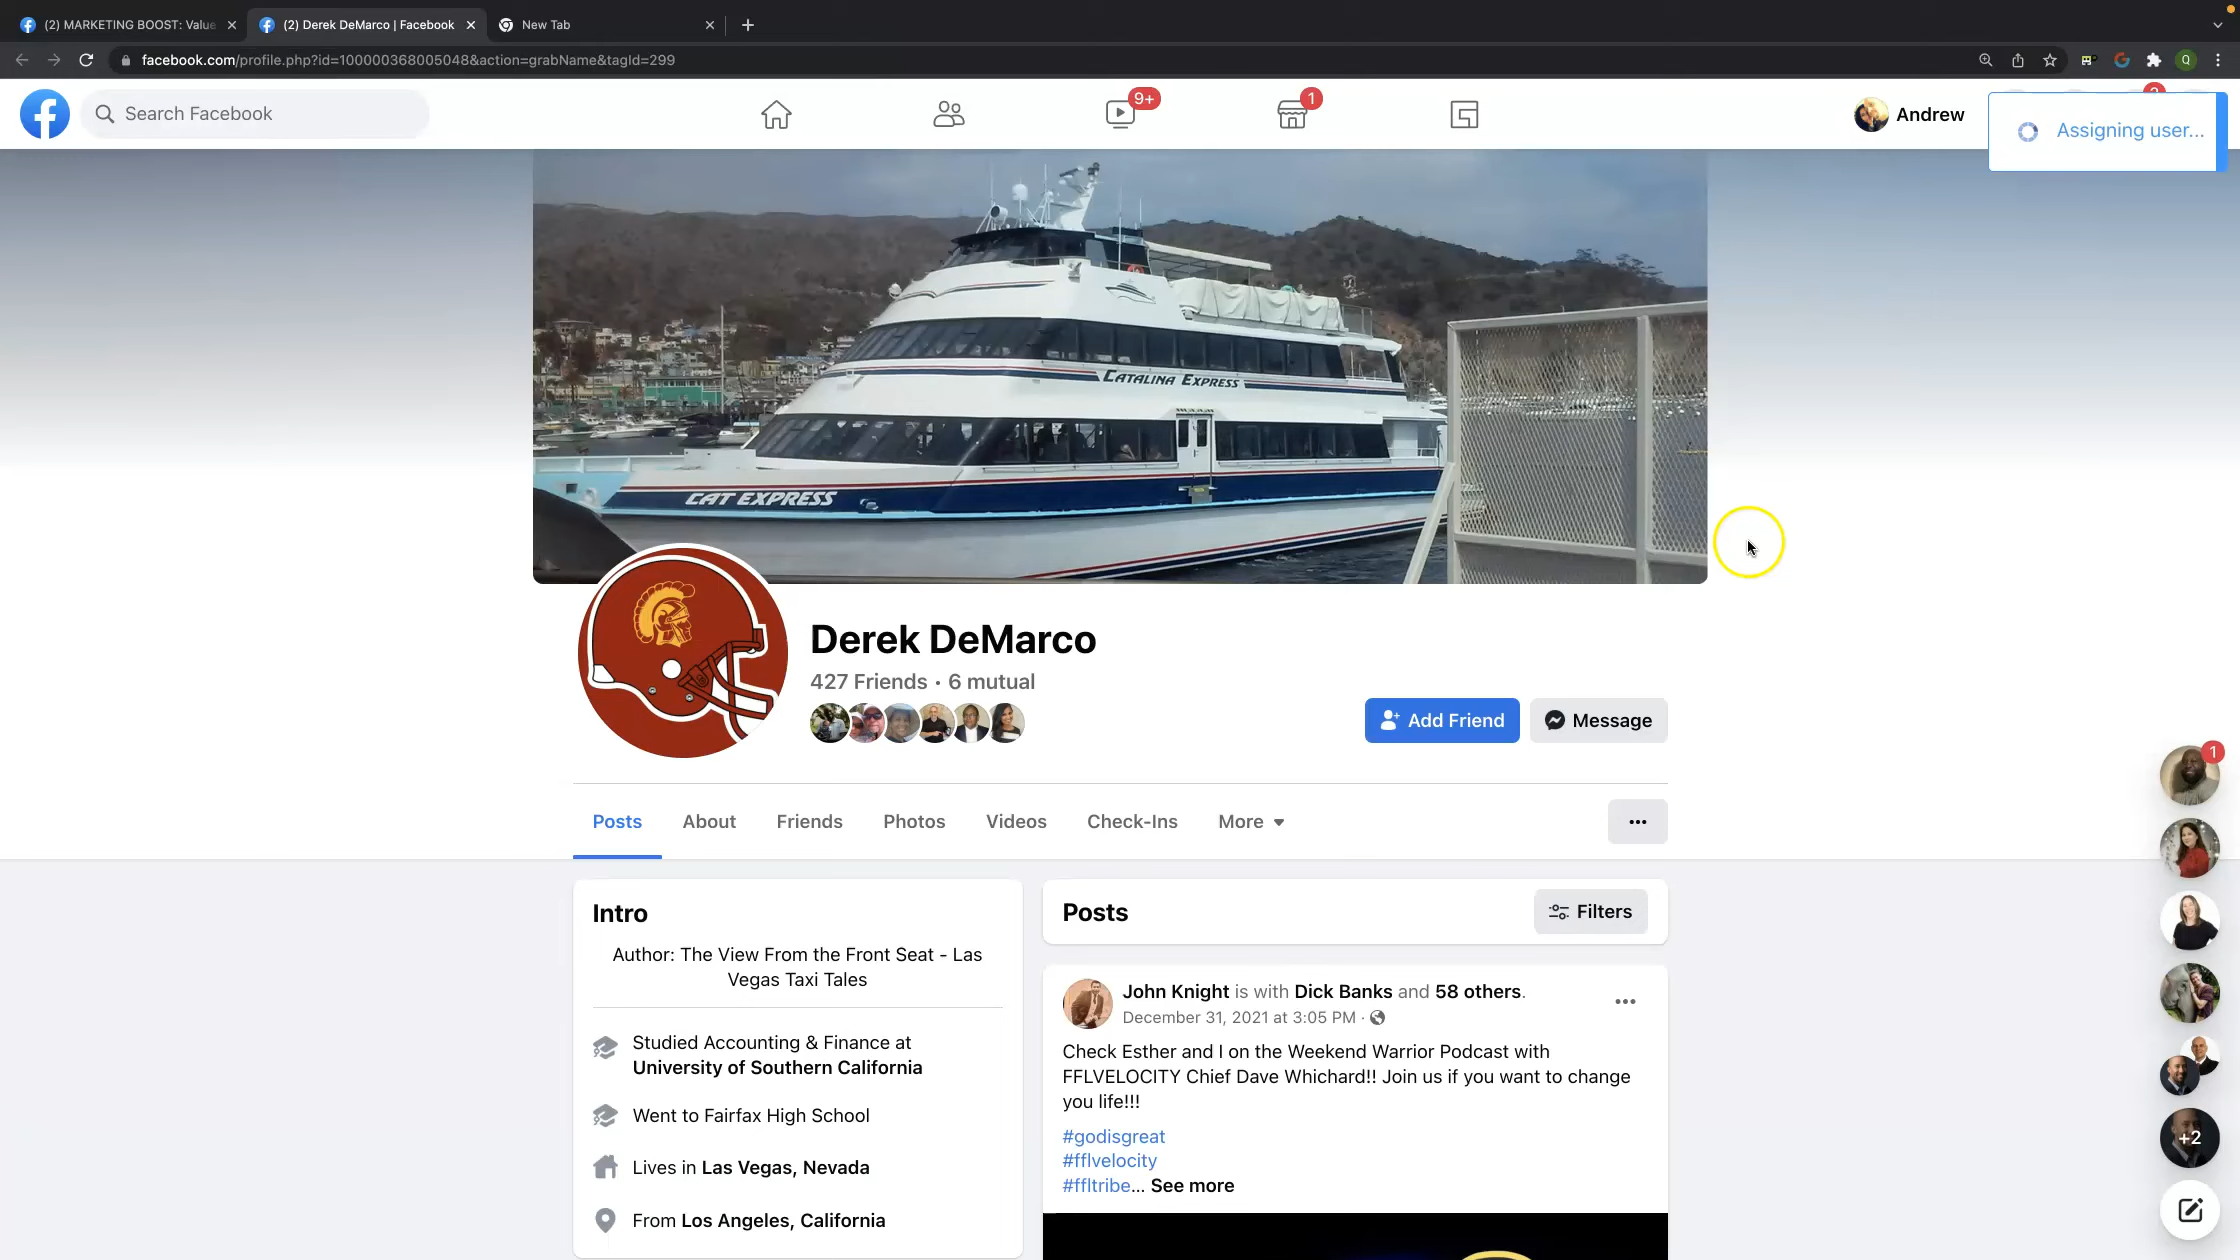 (2) MARKETING BOOST: Value
(2) Derek DeMarco | Facebook
New Tab
facebook.com/profile.php?id=100000368005048&action=grabName&tagId=299
Q
Search Facebook
9+
1
Andrew
2
Assigning user...
CATALINA EXPRESS
CAT EXPRESS
Derek DeMarco
427 Friends · 6 mutual
Add Friend
Message
Posts
About
Friends
Photos
Videos
Check-Ins
More
1
Intro
Author: The View From the Front Seat - Las
Vegas Taxi Tales
Studied Accounting & Finance at
University of Southern California
Went to Fairfax High School
Lives in Las Vegas, Nevada
From Los Angeles, California
Posts
Filters
John Knight is with Dick Banks and 58 others.
December 31, 2021 at 3:05 PM ·
Check Esther and I on the Weekend Warrior Podcast with
FFLVELOCITY Chief Dave Whichard!! Join us if you want to change
you life!!!
#godisgreat
#fflvelocity
#ffltribe... See more
+2